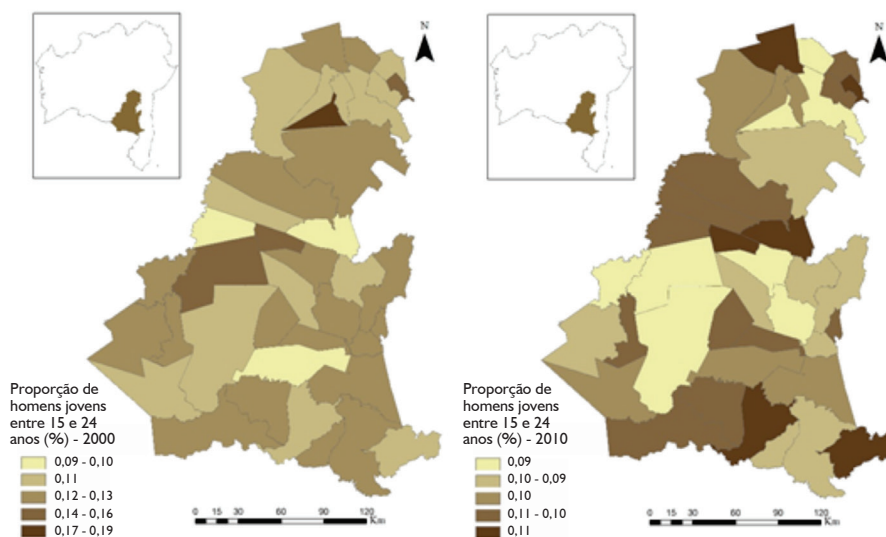 N
Proporção de
homens jovens
entre 15 e 24
anos (%) - 2000
0,09 - 0,10
0,11
0,12 - 0,13
0,14 - 0,16
0,17 - 0,19
0 15 30 60 90 120
Km
N
Proporção de
homens jovens
entre 15 e 24
anos (%) - 2010
0,09
0,10 - 0,09
0,10
0,11 - 0,10
0,11
0 15 30 60 90 120
Km